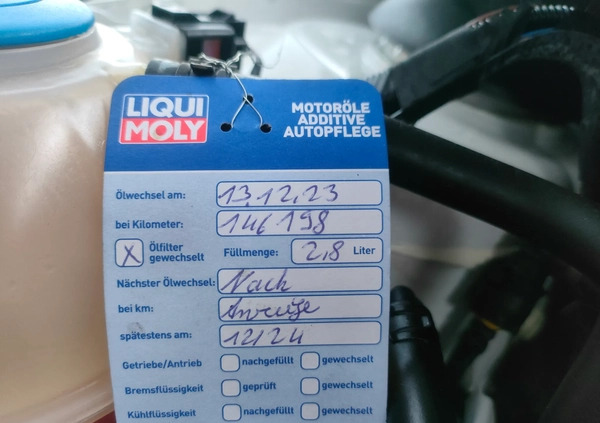 LIQUI
MOLY
MOTORÖLE
ADDITIVE
AUTOPFLEGE
Ölwechsel am: 13.12.23
bei Kilometer: 146 198
X Ölfilter gewechselt Füllmenge: 2,8 Liter
Nächster Ölwechsel: Nach
bei km: Anzeige
spätestens am: 12/24
Getriebe/Antrieb nachgefüllt gewechselt
Bremsflüssigkeit geprüft gewechselt
Kühlflüssigkeit nachgefüllt gewechselt